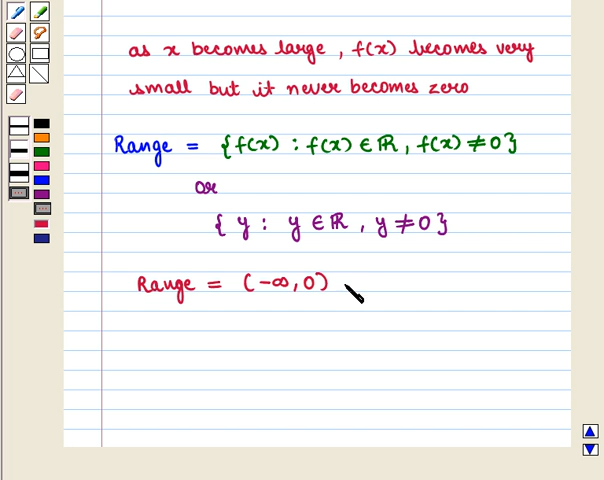 as x becomes large, f(x) becomes very
small but it never becomes zero
Range = {f(x) : f(x) ∈ ℝ, f(x) ≠ 0}
or
{ y : y ∈ ℝ, y ≠ 0 }
Range = (-∞, 0)